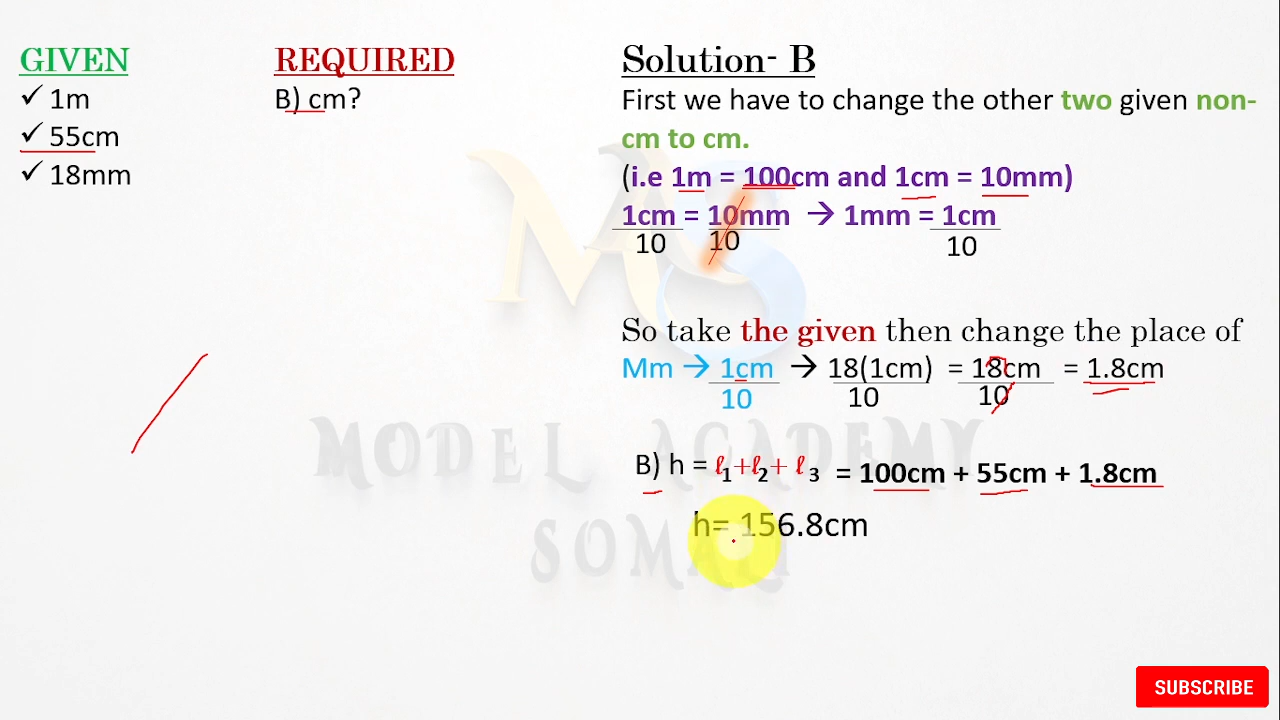 GIVEN
✓ 1m
✓ 55cm
✓ 18mm
REQUIRED
B) cm?
Solution- B
First we have to change the other two given non-
cm to cm.
(i.e 1m = 100cm and 1cm = 10mm)
1cm = 10mm → 1mm = 1cm
10 10 10
So take the given then change the place of
Mm → 1cm → 18(1cm) = 18cm = 1.8cm
10 10 10
B) h = ℓ1+ℓ2+ ℓ3 = 100cm + 55cm + 1.8cm
h= 156.8cm
MS
MODEL ACADEMY
SOMALI
SUBSCRIBE